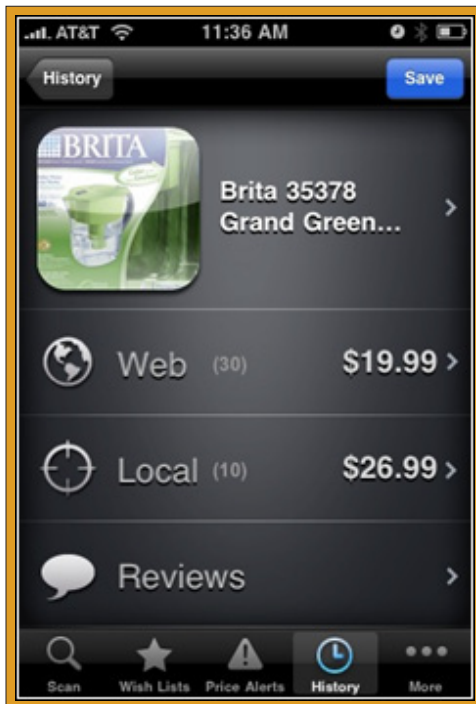 AT&T 11:36 AM
History Save
BRITA
Brita 35378
Grand Green...
Web (30) $19.99
Local (10) $26.99
Reviews
Scan Wish Lists Price Alerts History More